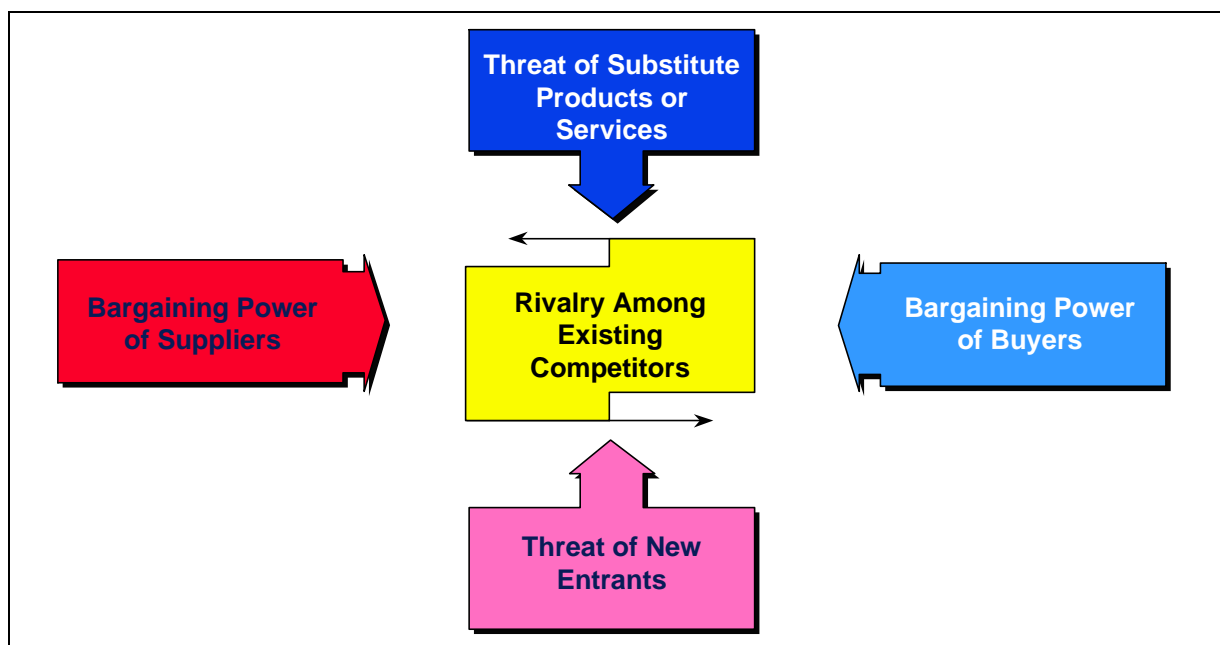 Threat of Substitute
Products or
Services
Bargaining Power
of Suppliers
Rivalry Among
Existing
Competitors
Bargaining Power
of Buyers
Threat of New
Entrants